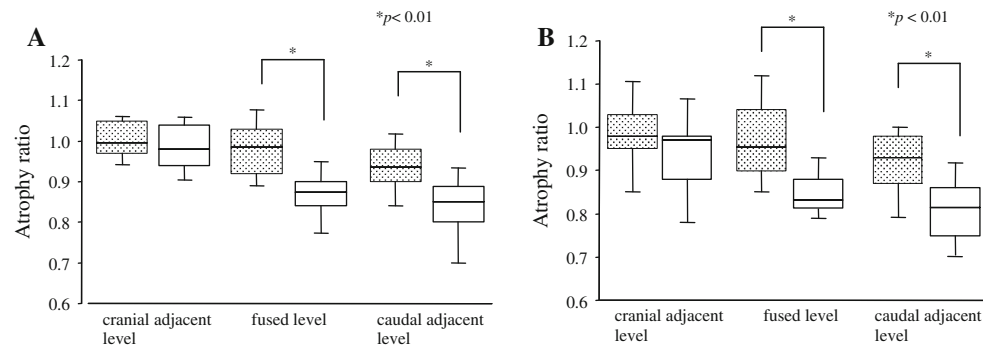 A
*p< 0.01
1.2
1.1
1.0
0.9
0.8
0.7
0.6
Atrophy ratio
*
*
cranial adjacent level
fused level
caudal adjacent level
B
*p < 0.01
1.2
1.1
1.0
0.9
0.8
0.7
0.6
Atrophy ratio
*
*
cranial adjacent level
fused level
caudal adjacent level